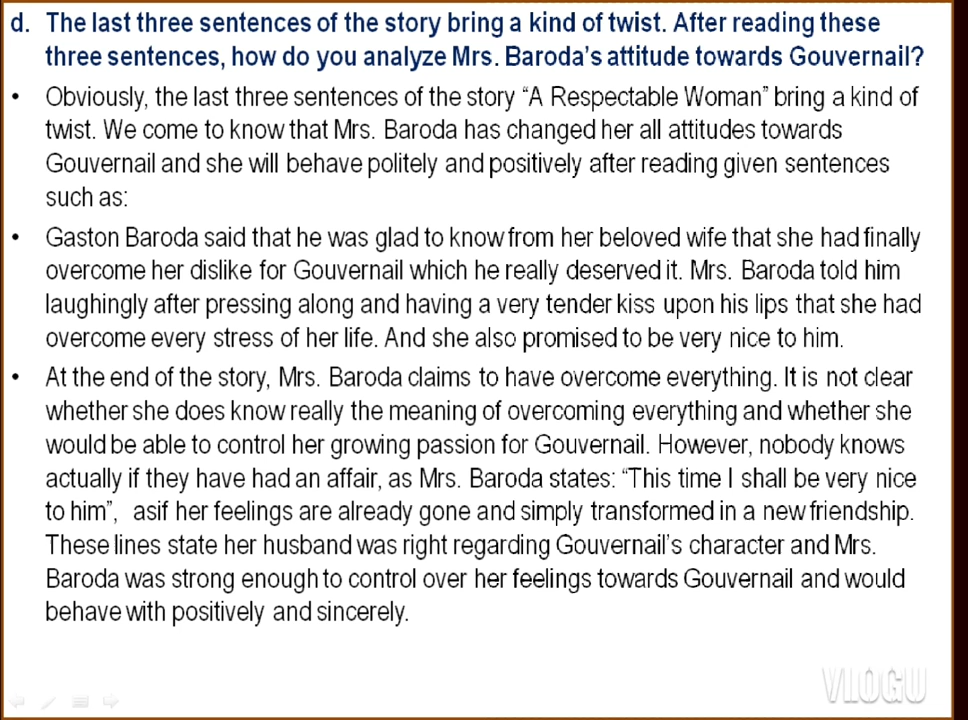 d. The last three sentences of the story bring a kind of twist. After reading these
three sentences, how do you analyze Mrs. Baroda's attitude towards Gouvernail?
• Obviously, the last three sentences of the story “A Respectable Woman” bring a kind of
twist. We come to know that Mrs. Baroda has changed her all attitudes towards
Gouvernail and she will behave politely and positively after reading given sentences
such as:
• Gaston Baroda said that he was glad to know from her beloved wife that she had finally
overcome her dislike for Gouvernail which he really deserved it. Mrs. Baroda told him
laughingly after pressing along and having a very tender kiss upon his lips that she had
overcome every stress of her life. And she also promised to be very nice to him.
• At the end of the story, Mrs. Baroda claims to have overcome everything. It is not clear
whether she does know really the meaning of overcoming everything and whether she
would be able to control her growing passion for Gouvernail. However, nobody knows
actually if they have had an affair, as Mrs. Baroda states: “This time I shall be very nice
to him”, asif her feelings are already gone and simply transformed in a new friendship.
These lines state her husband was right regarding Gouvernail's character and Mrs.
Baroda was strong enough to control over her feelings towards Gouvernail and would
behave with positively and sincerely.
VLOGU